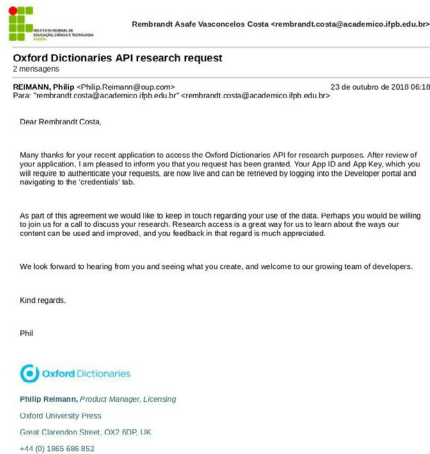 INSTITUTO FEDERAL DE
EDUCAÇÃO, CIÊNCIA E TECNOLOGIA
Rembrandt Asafe Vasconcelos Costa <rembrandt.costa@academico.ifpb.edu.br>
Oxford Dictionaries API research request
2 mensagens
REIMANN, Philip <Philip.Reimann@oup.com> 23 de outubro de 2018 06:18
Para: "rembrandt.costa@academico.ifpb.edu.br" <rembrandt.costa@academico.ifpb.edu.br>
Dear Rembrandt Costa,
Many thanks for your recent application to access the Oxford Dictionaries API for research purposes. After review of
your application, I am pleased to inform you that you request has been granted. Your App ID and App Key, which you
will require to authenticate your requests, are now live and can be retrieved by logging into the Developer portal and
navigating to the 'credentials' tab.
As part of this agreement we would like to keep in touch regarding your use of the data. Perhaps you would be willing
to join us for a call to discuss your research. Research access is a great way for us to learn about the ways our
content can be used and improved, and you feedback in that regard is much appreciated.
We look forward to hearing from you and seeing what you create, and welcome to our growing team of developers.
Kind regards,
Phil
Oxford Dictionaries
Philip Reimann, Product Manager, Licensing
Oxford University Press
Great Clarendon Street, OX2 6DP, UK
+44 (0) 1865 686 852